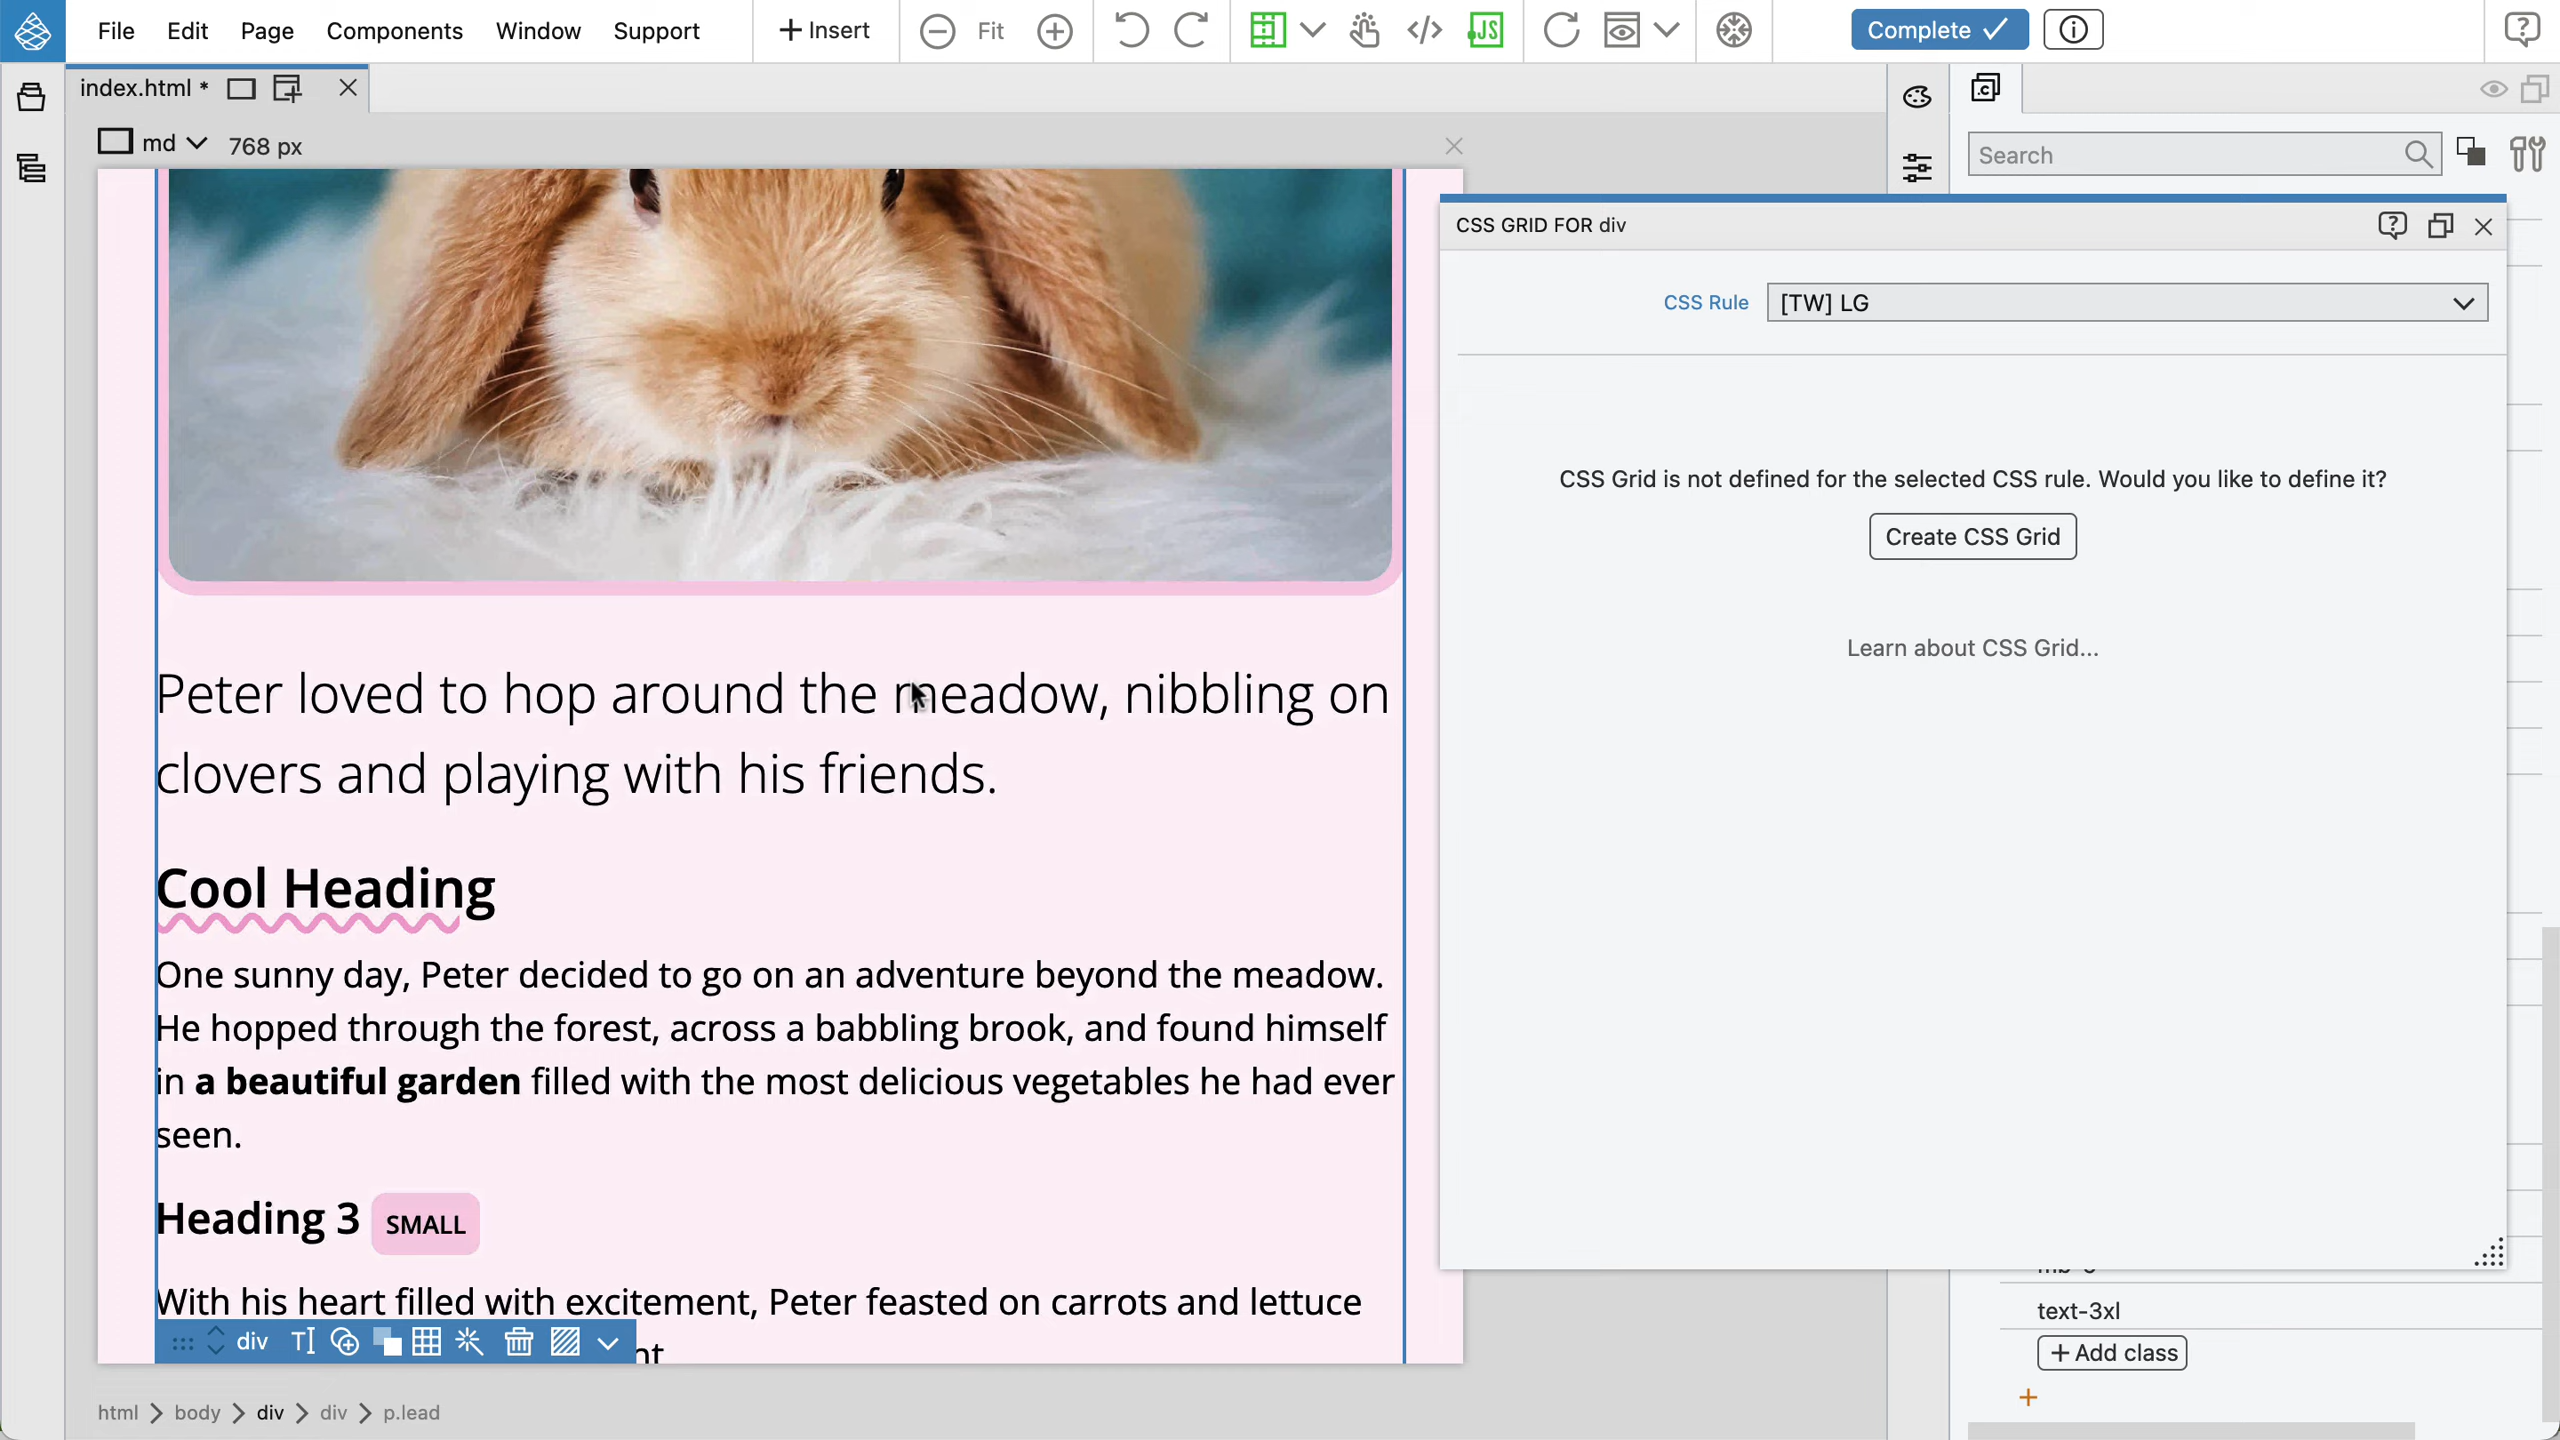 File Edit Page Components Window Support + Insert Fit JS Complete
index.html *
md 768 px
Search
CSS GRID FOR div
CSS Rule [TW] LG
CSS Grid is not defined for the selected CSS rule. Would you like to define it?
Create CSS Grid
Learn about CSS Grid...
Peter loved to hop around the meadow, nibbling on
clovers and playing with his friends.
Cool Heading
One sunny day, Peter decided to go on an adventure beyond the meadow.
He hopped through the forest, across a babbling brook, and found himself
in a beautiful garden filled with the most delicious vegetables he had ever
seen.
Heading 3 SMALL
With his heart filled with excitement, Peter feasted on carrots and lettuce
div
text-3xl
+ Add class
+
html > body > div > div > p.lead